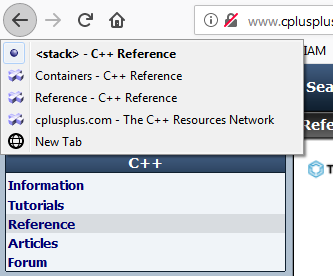 www.cplusplus
<stack> - C++ Reference
Containers - C++ Reference
Reference - C++ Reference
cplusplus.com - The C++ Resources Network
New Tab
IAM
Sea
Refe
T
C++
Information
Tutorials
Reference
Articles
Forum